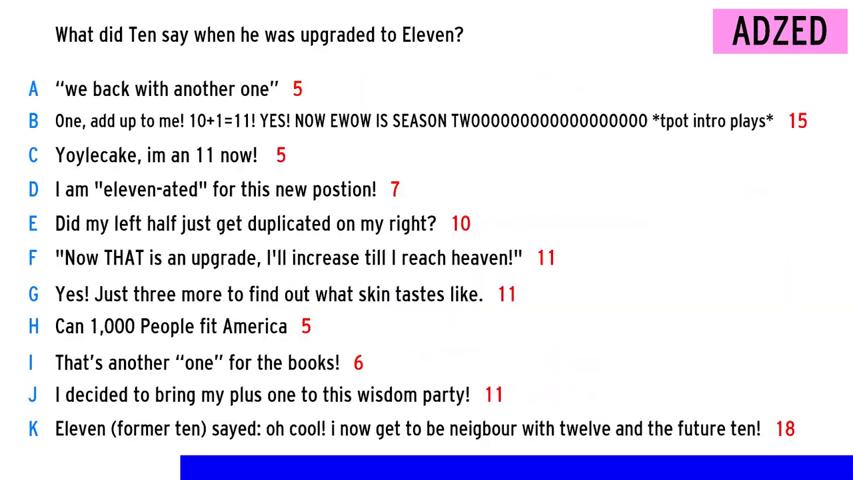 What did Ten say when he was upgraded to Eleven?
ADZED
A “we back with another one” 5
B One, add up to me! 10+1=11! YES! NOW EWOW IS SEASON TWOOOOOOOOOOOOOOOOOO *tpot intro plays* 15
C Yoylecake, im an 11 now! 5
D I am "eleven-ated" for this new postion! 7
E Did my left half just get duplicated on my right? 10
F "Now THAT is an upgrade, I'll increase till I reach heaven!" 11
G Yes! Just three more to find out what skin tastes like. 11
H Can 1,000 People fit America 5
I That’s another “one” for the books! 6
J I decided to bring my plus one to this wisdom party! 11
K Eleven (former ten) sayed: oh cool! i now get to be neigbour with twelve and the future ten! 18